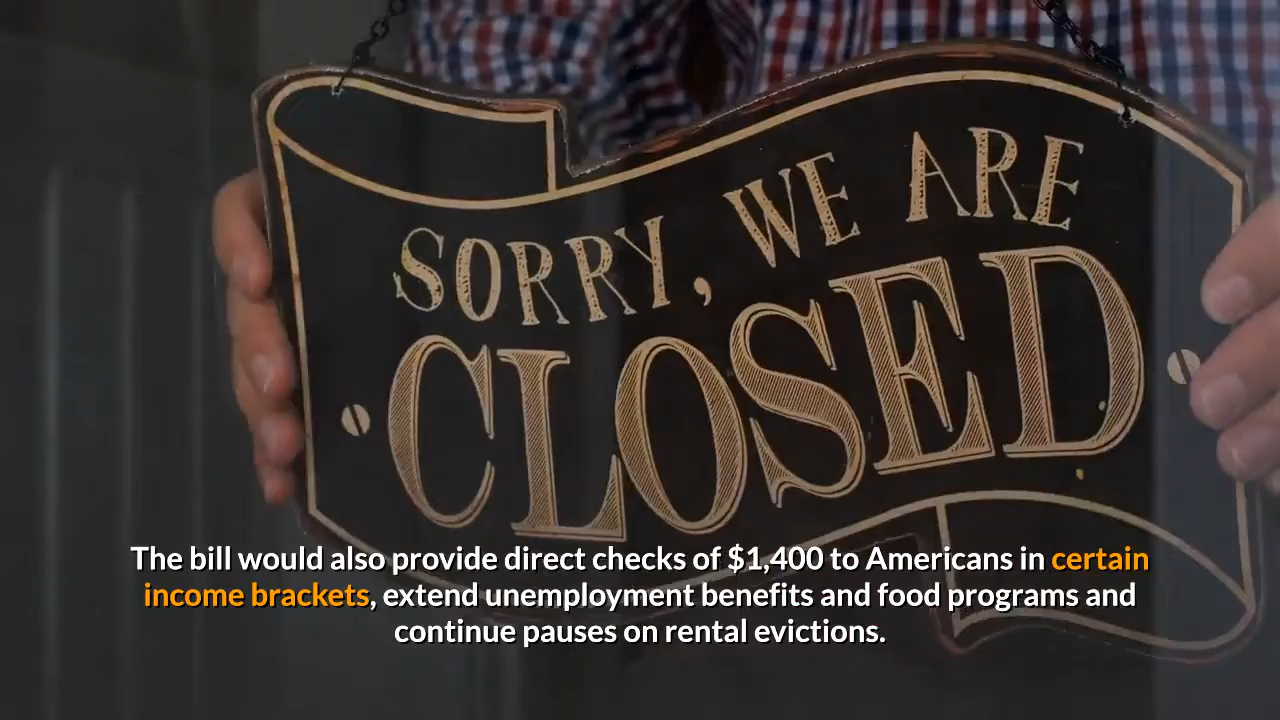 SORRY, WE ARE
CLOSED
The bill would also provide direct checks of $1,400 to Americans in certain
income brackets, extend unemployment benefits and food programs and
continue pauses on rental evictions.